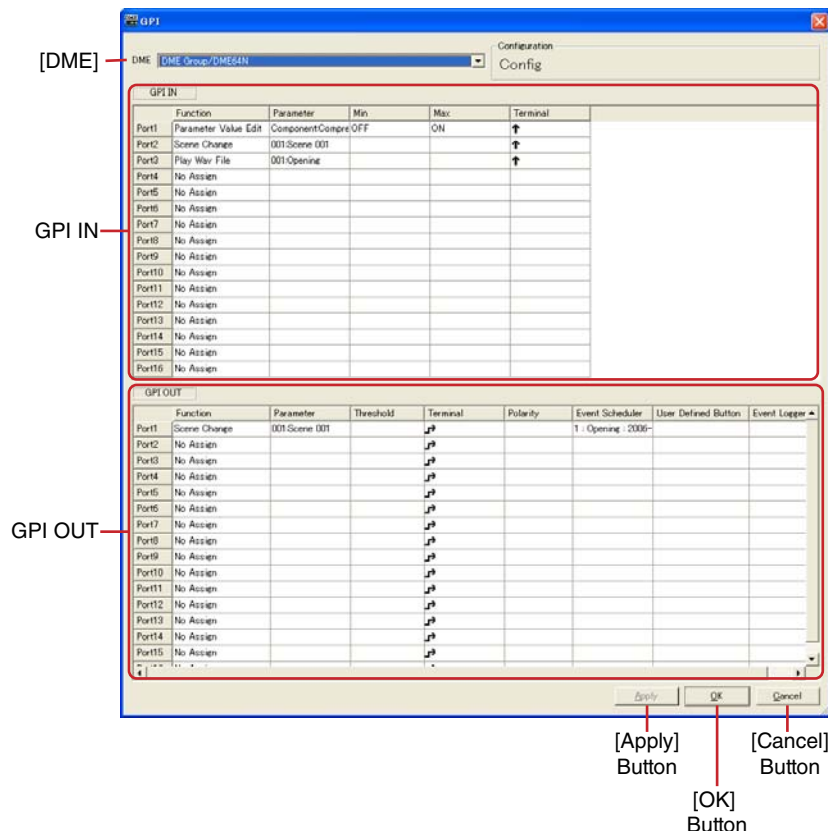 GPI
[DME]
DME DME Group/DME64N
Configuration
Config
GPI IN
GPI IN
Function Parameter Min Max Terminal
Port1 Parameter Value Edit Component:Compre OFF ON
Port2 Scene Change 001:Scene 001
Port3 Play Wav File 001:Opening
Port4 No Assign
Port5 No Assign
Port6 No Assign
Port7 No Assign
Port8 No Assign
Port9 No Assign
Port10 No Assign
Port11 No Assign
Port12 No Assign
Port13 No Assign
Port14 No Assign
Port15 No Assign
Port16 No Assign
GPI OUT
GPI OUT
Function Parameter Threshold Terminal Polarity Event Scheduler User Defined Button Event Logger
Port1 Scene Change 001:Scene 001 1 : Opening : 2006-
Port2 No Assign
Port3 No Assign
Port4 No Assign
Port5 No Assign
Port6 No Assign
Port7 No Assign
Port8 No Assign
Port9 No Assign
Port10 No Assign
Port11 No Assign
Port12 No Assign
Port13 No Assign
Port14 No Assign
Port15 No Assign
Apply OK Cancel
[Apply]
Button
[OK]
Button
[Cancel]
Button